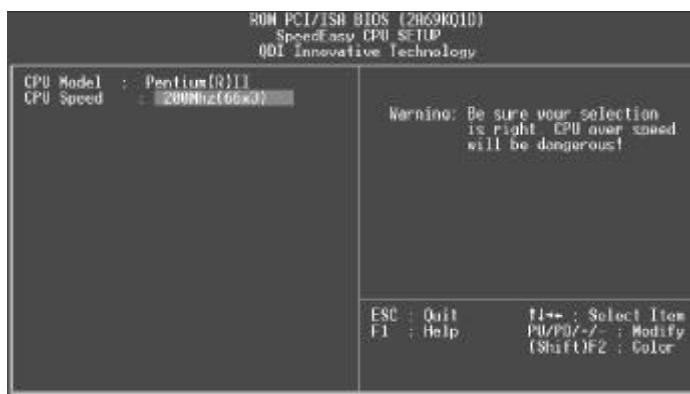 ROM PCI/ISA BIOS (2A69KQ1D)
SpeedEasy CPU SETUP
QDI Innovative Technology
CPU Model : Pentium(R)II
CPU Speed : 200Mhz(66x3)
Warning: Be sure your selection
is right CPU over speed
will be dangerous!
ESC : Quit
↑↓→← : Select Item
F1 : Help
PU/PD/-/- : Modify
(Shift)F2 : Color